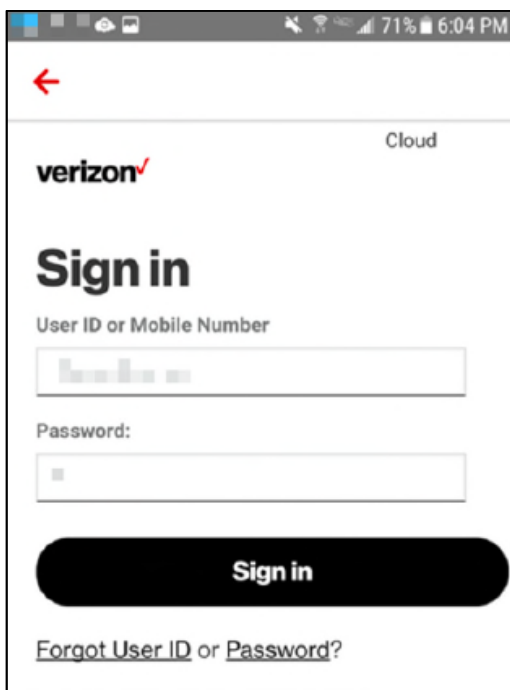 71% 6:04 PM
Cloud
verizon
Sign in
User ID or Mobile Number
Password:
Sign in
Forgot User ID or Password?